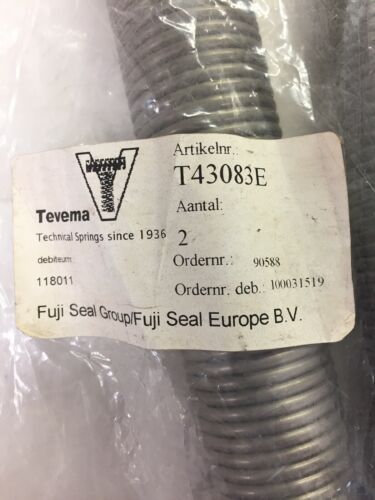 Tevema
Technical Springs since 1936
debiteur:
118011
Artikelnr.:
T43083E
Aantal:
2
Ordernr.: 90588
Ordernr. deb.: 100031519
Fuji Seal Group/Fuji Seal Europe B.V.